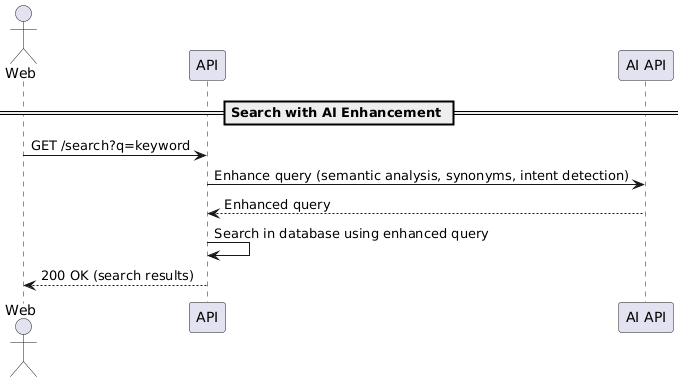 Web
API
AI API
Search with AI Enhancement
GET /search?q=keyword
Enhance query (semantic analysis, synonyms, intent detection)
Enhanced query
Search in database using enhanced query
200 OK (search results)
Web
API
AI API